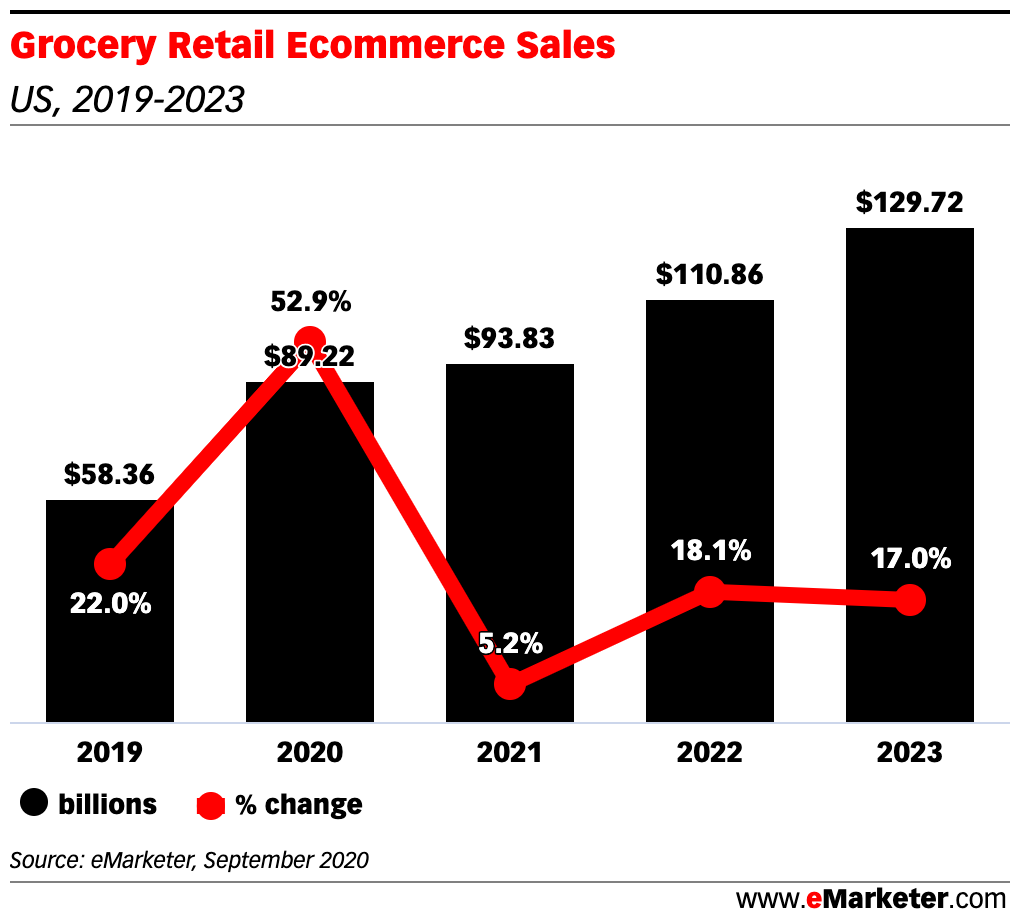 Grocery Retail Ecommerce Sales
US, 2019-2023
$129.72
$110.86
52.9%
$93.83
$89.22
$58.36
18.1%
17.0%
22.0%
5.2%
2019 2020 2021 2022 2023
billions % change
Source: eMarketer, September 2020
www.eMarketer.com